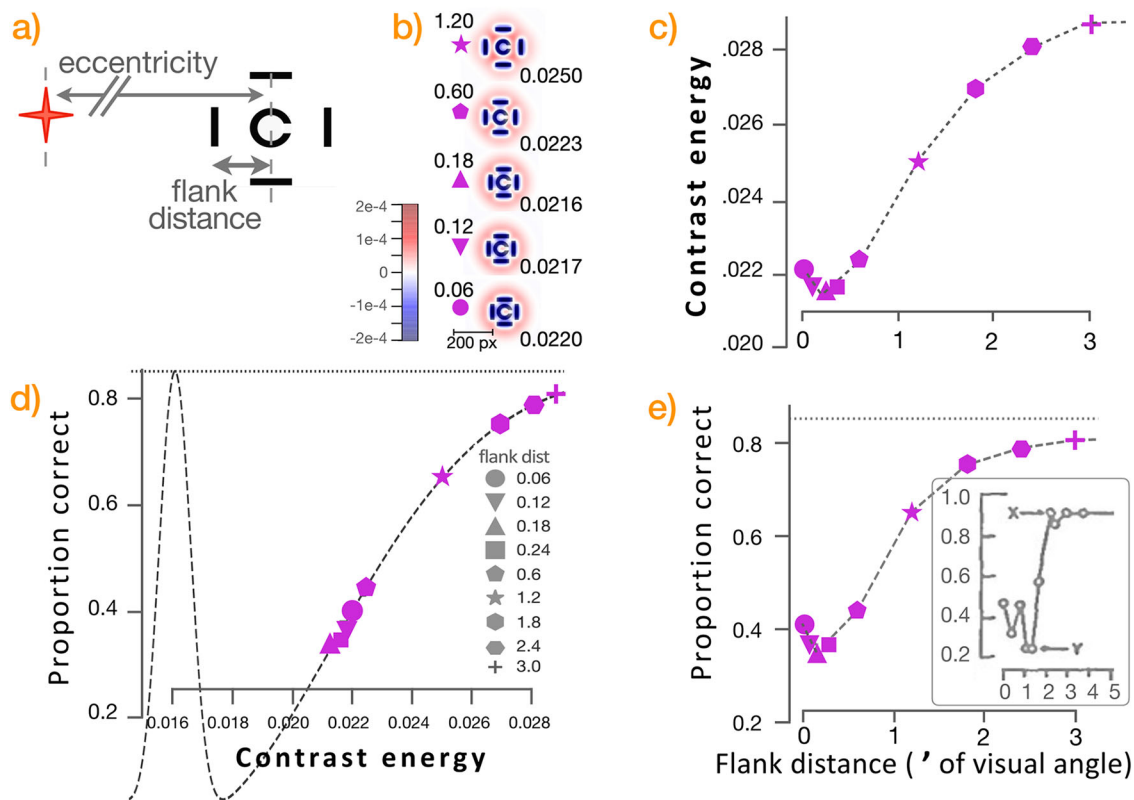 a)
eccentricity
flank
distance
b)
1.20
0.0250
0.60
0.0223
0.18
0.0216
0.12
0.0217
0.06
0.0220
2e-4
1e-4
0
-1e-4
-2e-4
200 px
c)
Contrast energy
.028
.026
.024
.022
.020
0 1 2 3
d)
Proportion correct
0.8
0.6
0.4
0.2
flank dist
0.06
0.12
0.18
0.24
0.6
1.2
1.8
2.4
3.0
0.016 0.018 0.020 0.022 0.024 0.026 0.028
Contrast energy
e)
Proportion correct
0.8
0.6
0.4
0.2
0 1 2 3
Flank distance ( ′ of visual angle)
1.0
0.8
0.6
0.4
0.2
X
Y
0 1 2 3 4 5